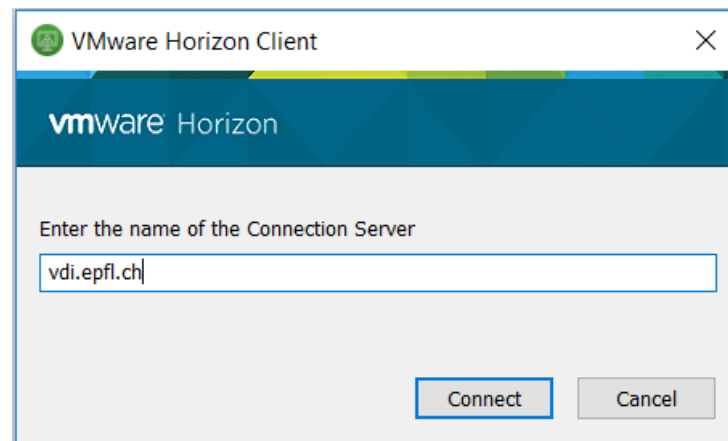 VMware Horizon Client
vmware Horizon
Enter the name of the Connection Server
vdi.epfl.ch
Connect Cancel